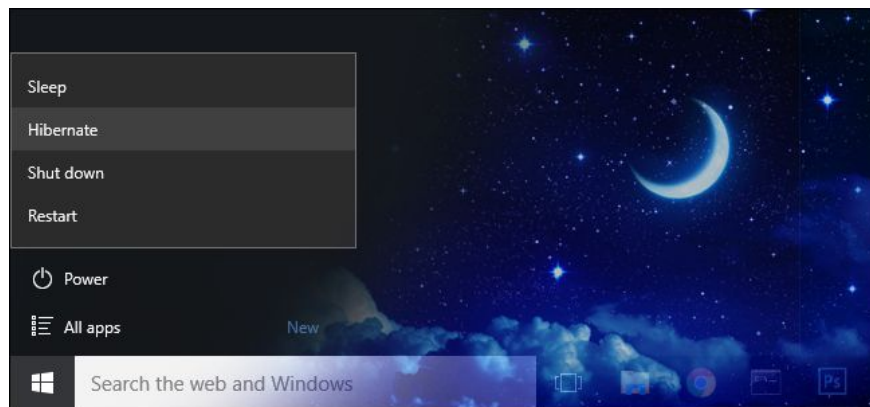 Sleep
Hibernate
Shut down
Restart
Power
All apps New
Search the web and Windows
Ps